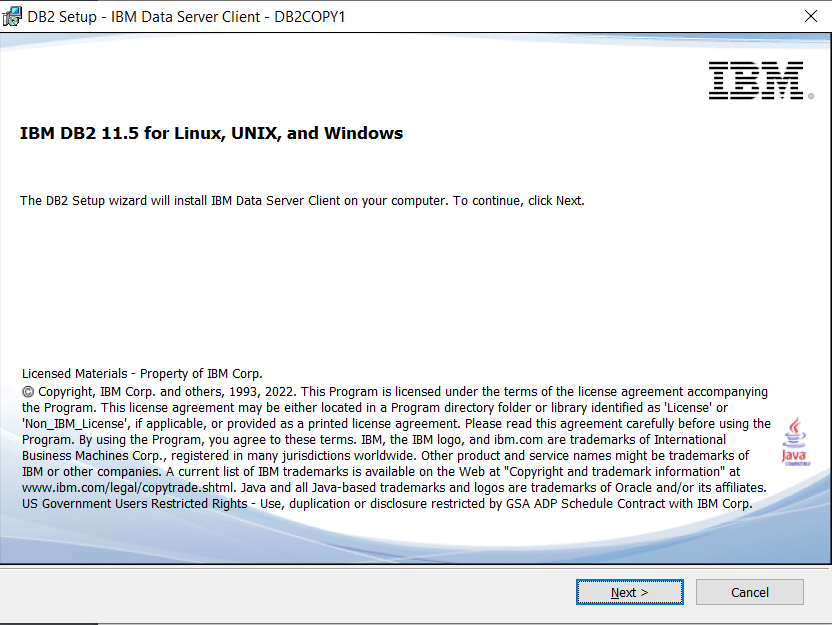 DB2 Setup - IBM Data Server Client - DB2COPY1
IBM®
IBM DB2 11.5 for Linux, UNIX, and Windows
The DB2 Setup wizard will install IBM Data Server Client on your computer. To continue, click Next.
Licensed Materials - Property of IBM Corp.
© Copyright, IBM Corp. and others, 1993, 2022. This Program is licensed under the terms of the license agreement accompanying
the Program. This license agreement may be either located in a Program directory folder or library identified as 'License' or
'Non_IBM_License', if applicable, or provided as a printed license agreement. Please read this agreement carefully before using the
Program. By using the Program, you agree to these terms. IBM, the IBM logo, and ibm.com are trademarks of International
Business Machines Corp., registered in many jurisdictions worldwide. Other product and service names might be trademarks of
IBM or other companies. A current list of IBM trademarks is available on the Web at "Copyright and trademark information" at
www.ibm.com/legal/copytrade.shtml. Java and all Java-based trademarks and logos are trademarks of Oracle and/or its affiliates.
US Government Users Restricted Rights - Use, duplication or disclosure restricted by GSA ADP Schedule Contract with IBM Corp.
Java
COMPATIBLE
Next >
Cancel